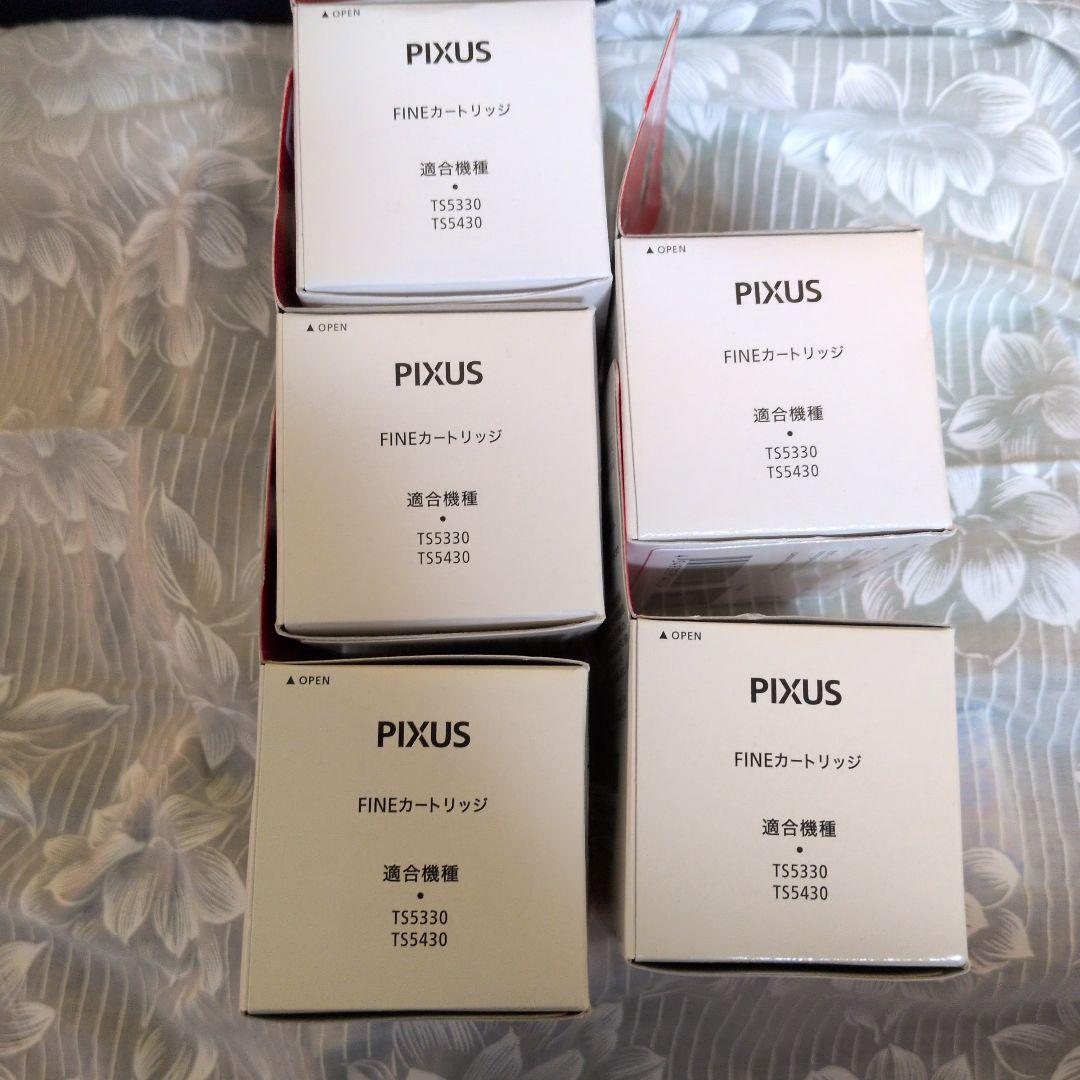 ▲ OPEN
PIXUS
FINEカートリッジ
適合機種
●
TS5330
TS5430
▲ OPEN
PIXUS
FINEカートリッジ
適合機種
●
TS5330
TS5430
▲ OPEN
PIXUS
FINEカートリッジ
適合機種
●
TS5330
TS5430
▲ OPEN
PIXUS
FINEカートリッジ
適合機種
●
TS5330
TS5430
▲ OPEN
PIXUS
FINEカートリッジ
適合機種
●
TS5330
TS5430